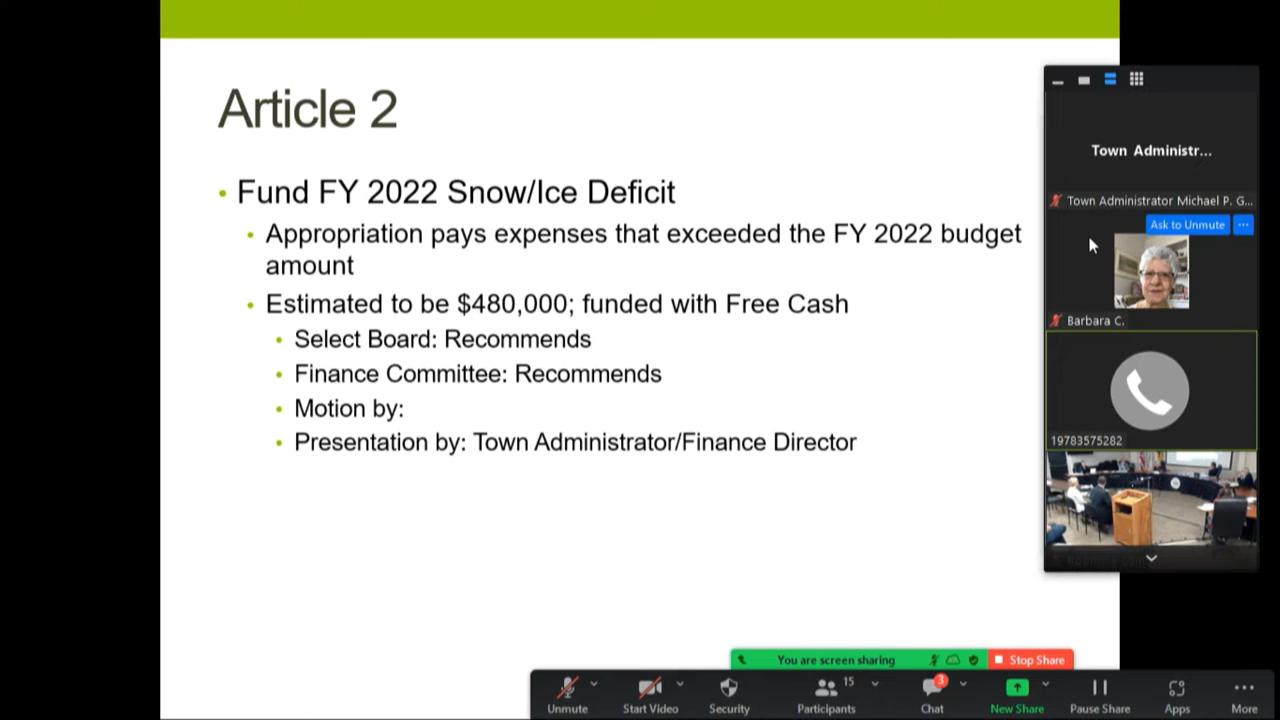 Article 2
• Fund FY 2022 Snow/Ice Deficit
• Appropriation pays expenses that exceeded the FY 2022 budget
amount
• Estimated to be $480,000; funded with Free Cash
• Select Board: Recommends
• Finance Committee: Recommends
• Motion by:
• Presentation by: Town Administrator/Finance Director
Town Administr...
Town Administrator Michael P. G...
Ask to Unmute
Barbara C.
19783575282
You are screen sharing
Stop Share
Unmute
Start Video
Security
Participants
15
Chat
3
New Share
Pause Share
Apps
More